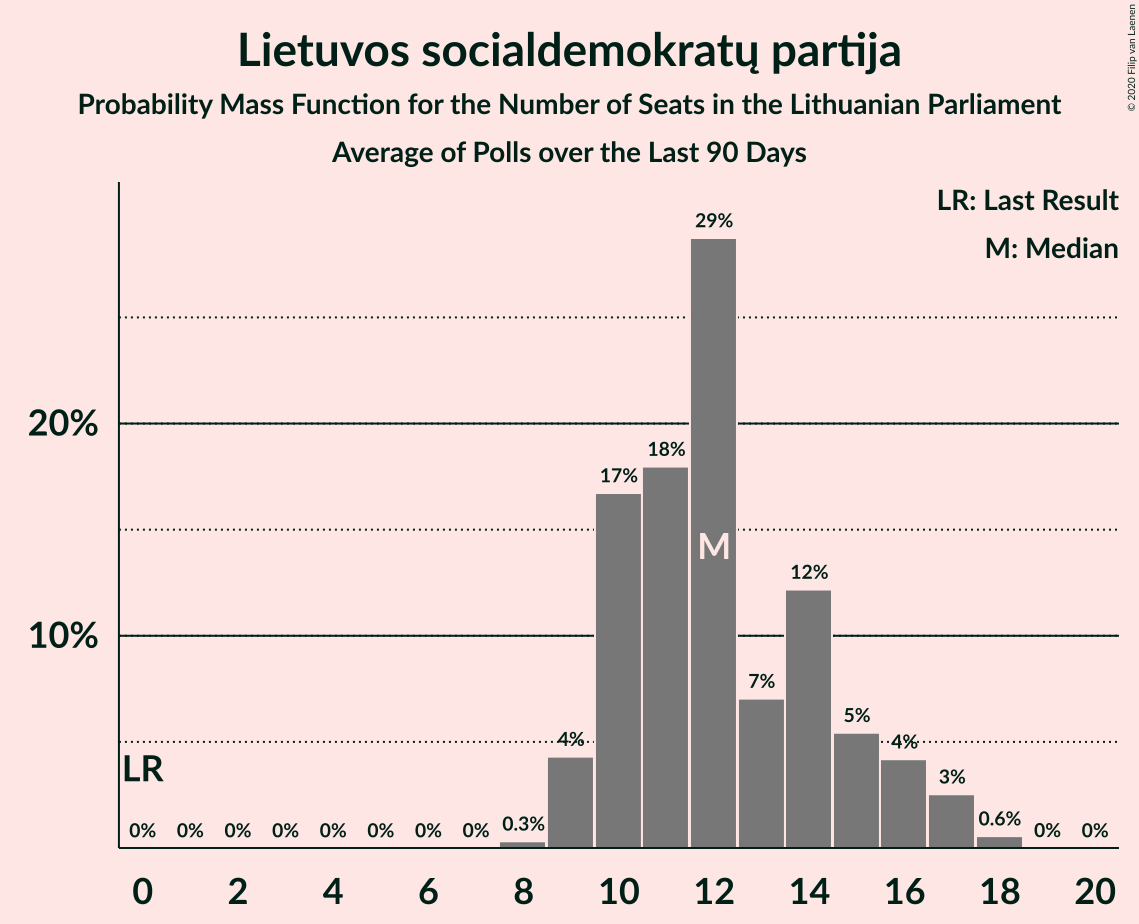 Lietuvos socialdemokratų partija
Probability Mass Function for the Number of Seats in the Lithuanian Parliament
Average of Polls over the Last 90 Days
© 2020 Filip van Laenen
LR: Last Result
M: Median
29%
20%
18%
17%
M
12%
10%
7%
5%
4%
4%
LR
3%
0% 0% 0% 0% 0% 0% 0% 0% 0.3% 0.6% 0% 0%
0 2 4 6 8 10 12 14 16 18 20